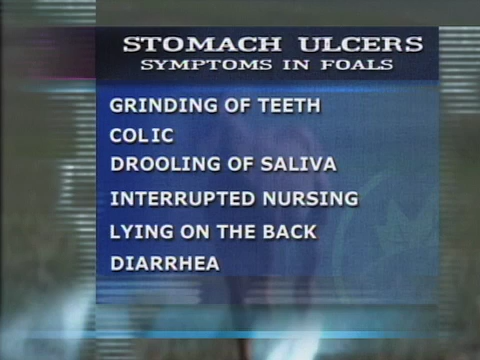 STOMACH ULCERS
SYMPTOMS IN FOALS
GRINDING OF TEETH
COLIC
DROOLING OF SALIVA
INTERRUPTED NURSING
LYING ON THE BACK
DIARRHEA